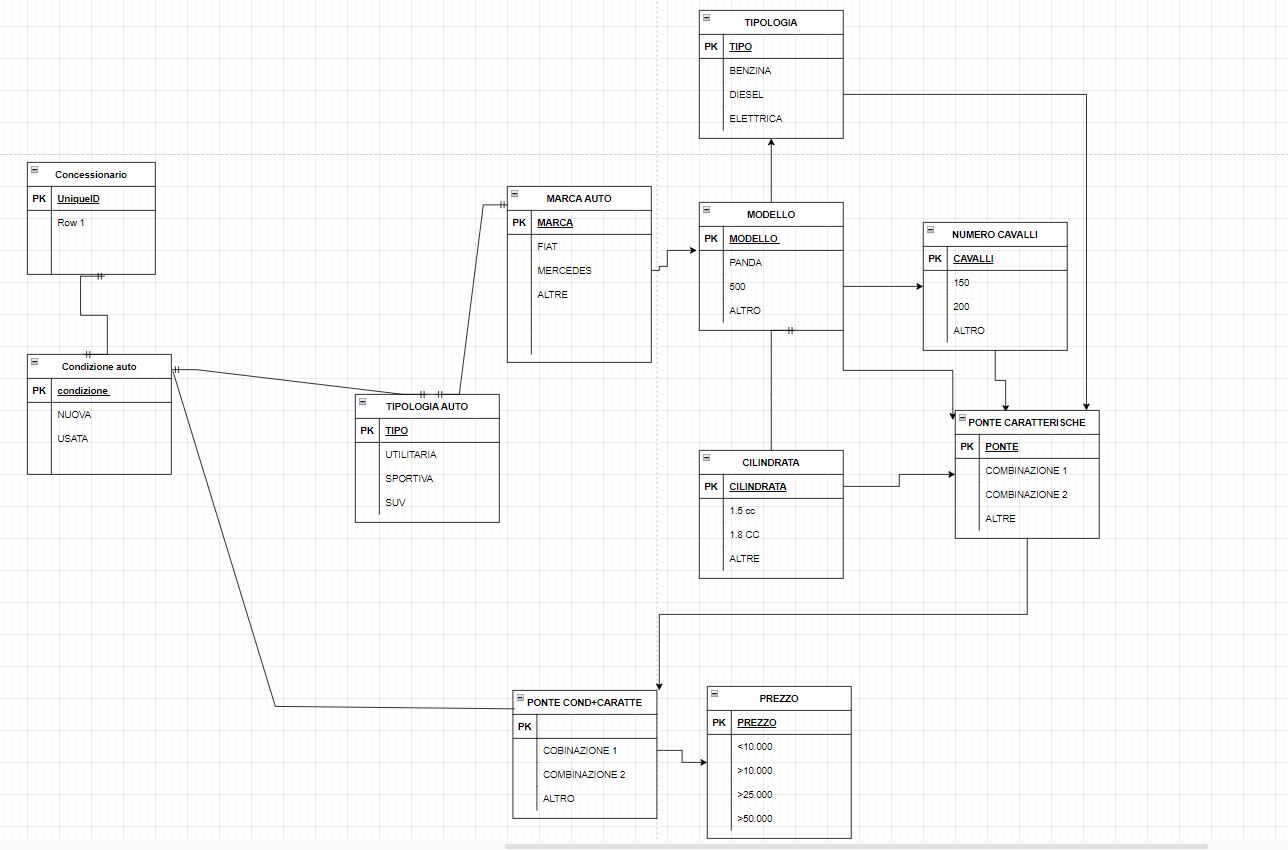 TIPOLOGIA
PK TIPO
BENZINA
DIESEL
ELETTRICA
Concessionario
PK UniqueID
Row 1
MARCA AUTO
PK MARCA
FIAT
MERCEDES
ALTRE
MODELLO
PK MODELLO
PANDA
500
ALTRO
NUMERO CAVALLI
PK CAVALLI
150
200
ALTRO
Condizione auto
PK condizione
NUOVA
USATA
TIPOLOGIA AUTO
PK TIPO
UTILITARIA
SPORTIVA
SUV
CILINDRATA
PK CILINDRATA
1.5 cc
1.8 CC
ALTRE
PONTE CARATTERISCHE
PK PONTE
COMBINAZIONE 1
COMBINAZIONE 2
ALTRE
PONTE COND+CARATTE
PK
COBINAZIONE 1
COMBINAZIONE 2
ALTRO
PREZZO
PK PREZZO
<10.000
>10.000
>25.000
>50.000